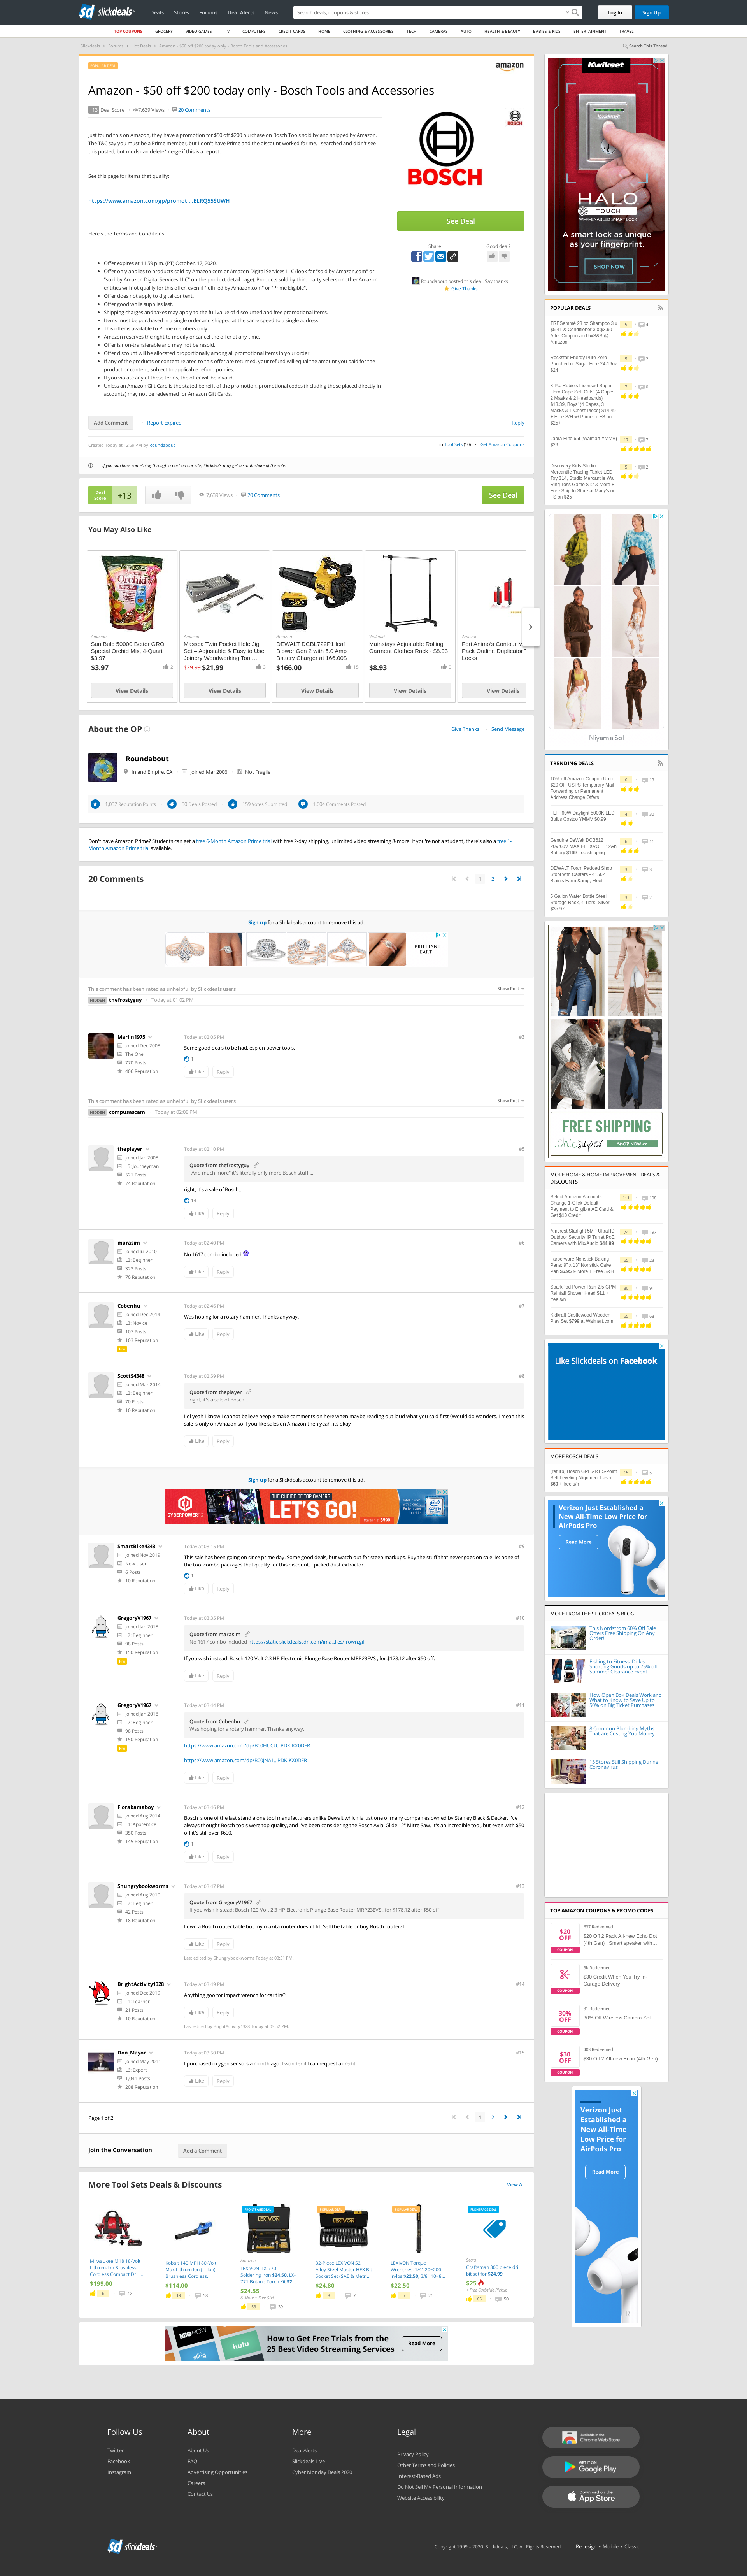 slickdeals
Deals Stores Forums Deal Alerts News
Search deals, coupons & stores
Log In Sign Up
TOP COUPONS GROCERY VIDEO GAMES TV COMPUTERS CREDIT CARDS HOME CLOTHING & ACCESSORIES TECH CAMERAS AUTO HEALTH & BEAUTY BABIES & KIDS ENTERTAINMENT TRAVEL
Slickdeals Forums Hot Deals Amazon - $50 off $200 today only - Bosch Tools and Accessories
Search This Thread
POPULAR DEAL
amazon
Amazon - $50 off $200 today only - Bosch Tools and Accessories
+13 Deal Score 7,639 Views 20 Comments
Just found this on Amazon, they have a promotion for $50 off $200 purchase on Bosch Tools sold by and shipped by Amazon.
The T&C say you must be a Prime member, but I don't have Prime and the discount worked for me. I searched and didn't see
this posted, mods can delete/merge if this is a repost.
See this page for items that qualify:
https://www.amazon.com/gp/promoti...ELRQ55SUWH
Here's the Terms and Conditions:
Offer expires at 11:59 p.m. (PT) October, 17, 2020.
Offer only applies to products sold by Amazon.com or Amazon Digital Services LLC (look for "sold by Amazon.com" or
"sold by Amazon Digital Services LLC" on the product detail page). Products sold by third-party sellers or other Amazon
entities will not qualify for this offer, even if "fulfilled by Amazon.com" or "Prime Eligible".
Offer does not apply to digital content.
Offer good while supplies last.
Shipping charges and taxes may apply to the full value of discounted and free promotional items.
Items must be purchased in a single order and shipped at the same speed to a single address.
This offer is available to Prime members only.
Amazon reserves the right to modify or cancel the offer at any time.
Offer is non-transferable and may not be resold.
Offer discount will be allocated proportionally among all promotional items in your order.
If any of the products or content related to this offer are returned, your refund will equal the amount you paid for the
product or content, subject to applicable refund policies.
If you violate any of these terms, the offer will be invalid.
Unless an Amazon Gift Card is the stated benefit of the promotion, promotional codes (including those placed directly in
accounts) may not be redeemed for Amazon Gift Cards.
BOSCH
BOSCH
See Deal
Share
Good deal?
Roundabout posted this deal. Say thanks!
Give Thanks
Add Comment Report Expired Reply
Created Today at 12:59 PM by Roundabout
in Tool Sets (10) Get Amazon Coupons
If you purchase something through a post on our site, Slickdeals may get a small share of the sale.
Deal Score +13
7,639 Views 20 Comments
See Deal
You May Also Like
Amazon
Sun Bulb 50000 Better GRO
Special Orchid Mix, 4-Quart
$3.97
$3.97 2
View Details
Amazon
Massca Twin Pocket Hole Jig
Set – Adjustable & Easy to Use
Joinery Woodworking Tool...
$29.99 $21.99 3
View Details
Amazon
DEWALT DCBL722P1 leaf
Blower Gen 2 with 5.0 Amp
Battery Charger at 166.00$
$166.00 15
View Details
Walmart
Mainstays Adjustable Rolling
Garment Clothes Rack - $8.93
$8.93 0
View Details
Amazon
Fort Animo's Contour M
Pack Outline Duplicator T
Locks
View Details
About the OP
Give Thanks Send Message
Roundabout
Inland Empire, CA Joined Mar 2006 Not Fragile
1,032 Reputation Points 30 Deals Posted 159 Votes Submitted 1,604 Comments Posted
Don't have Amazon Prime? Students can get a free 6-Month Amazon Prime trial with free 2-day shipping, unlimited video streaming & more. If you're not a student, there's also a free 1-
Month Amazon Prime trial available.
20 Comments
1 2
Sign up for a Slickdeals account to remove this ad.
BRILLIANT
EARTH
This comment has been rated as unhelpful by Slickdeals users
Show Post
HIDDEN thefrostyguy Today at 01:02 PM
Marlin1975
Joined Dec 2008
The One
770 Posts
406 Reputation
Today at 02:05 PM #3
Some good deals to be had, esp on power tools.
1
Like Reply
This comment has been rated as unhelpful by Slickdeals users
Show Post
HIDDEN compusascam Today at 02:08 PM
theplayer
Joined Jan 2008
L5: Journeyman
521 Posts
74 Reputation
Today at 02:10 PM #5
Quote from thefrostyguy
"And much more" it's literally only more Bosch stuff ...
right, it's a sale of Bosch...
14
Like Reply
marasim
Joined Jul 2010
L2: Beginner
323 Posts
70 Reputation
Today at 02:40 PM #6
No 1617 combo included
Like Reply
Cobenhu
Joined Dec 2014
L3: Novice
107 Posts
103 Reputation
Pro
Today at 02:46 PM #7
Was hoping for a rotary hammer. Thanks anyway.
Like Reply
ScottS4348
Joined Mar 2014
L2: Beginner
70 Posts
19 Reputation
Today at 02:59 PM #8
Quote from theplayer
right, it's a sale of Bosch...
Lol yeah I know I cannot believe people make comments on here when maybe reading out loud what you said first 0would do wonders, I mean this
sale is only on Amazon so if you like sales on Amazon then yeah, its okay
Like Reply
Sign up for a Slickdeals account to remove this ad.
CYBERPOWERPC
THE CHOICE OF TOP GAMERS
LET'S GO!
SmartBike4343
Joined Nov 2019
New User
6 Posts
10 Reputation
Today at 03:15 PM #9
This sale has been going on since prime day. Some good deals, but watch out for steep markups. Buy the stuff that never goes on sale. Ie: none of
the tool combo packages that qualify for this discount. I picked dust extractor.
1
Like Reply
GregoryV1967
Joined Jan 2018
L2: Beginner
98 Posts
150 Reputation
Pro
Today at 03:35 PM #10
Quote from marasim
No 1617 combo included https://static.slickdealscdn.com/ima...lies/frown.gif
If you wish instead: Bosch 120-Volt 2.3 HP Electronic Plunge Base Router MRP23EVS , for $178.12 after $50 off.
Like Reply
GregoryV1967
Joined Jan 2018
L2: Beginner
98 Posts
150 Reputation
Pro
Today at 03:44 PM #11
Quote from Cobenhu
Was hoping for a rotary hammer. Thanks anyway.
Like Reply
Florabamaboy
Joined Aug 2014
L4: Apprentice
350 Posts
145 Reputation
Today at 03:46 PM #12
Bosch is one of the last stand alone tool manufacturers unlike Dewalt which is just one of many companies owned by Stanley Black & Decker. I've
always thought Bosch tools were top quality, and I've been considering the Bosch Axial Glide 12" Mitre Saw. It's an incredible tool, but even with $50
off it's still over $600.
1
Like Reply
Shungrybookworms
Joined Aug 2010
L2: Beginner
42 Posts
18 Reputation
Today at 03:47 PM #13
Quote from GregoryV1967
If you wish instead: Bosch 120-Volt 2.3 HP Electronic Plunge Base Router MRP23EVS , for $178.12 after $50 off.
I own a Bosch router table but my makita router doesn't fit. Sell the table or buy Bosch router? :|
Like Reply
Last edited by Shungrybookworms Today at 03:51 PM.
BrightActivity1328
Joined Dec 2019
L1: Learner
21 Posts
10 Reputation
Today at 03:49 PM #14
Anything goo for impact wrench for car tire?
Like Reply
Last edited by BrightActivity1328 Today at 03:52 PM.
Don_Mayor
Joined May 2011
L6: Expert
1,041 Posts
208 Reputation
Today at 03:50 PM #15
I purchased oxygen sensors a month ago. I wonder if I can request a credit
Like Reply
Page 1 of 2
1 2
Join the Conversation Add a Comment
More Tool Sets Deals & Discounts
View All
Milwaukee M18 18-Volt
Lithium-Ion Brushless
Cordless Compact Drill ...
$199.00
6 12
Kobalt 140 MPH 80-Volt
Max Lithium Ion (Li-ion)
Brushless Cordless...
$114.00
19 56
Amazon
LEXIVON: LX-770
Soldering Iron $24.50, LX-
771 Butane Torch Kit $2...
$24.55
& More + Free S/H
53 39
32-Piece LEXIVON S2
Alloy Steel Master HEX-Bit
Socket Set (SAE & Metri...
$24.80
8 7
LEXIVON Torque
Wrenches: 1/4" 20~200
in-lbs $22.50, 3/8" 10~8...
$22.50
5 21
Sears
Craftsman 300 piece drill
bit set for $24.99
$25
+ Free Curbside Pickup
65 50
How to Get Free Trials from the
25 Best Video Streaming Services
Read More
Kwikset
HALO
TOUCH
WI-FI ENABLED SMART LOCK
A smart lock as unique
as your fingerprint.
SHOP NOW
POPULAR DEALS
TRESemmé 28 oz Shampoo 3 x
$5.41 & Conditioner 3 x $3.90
After Coupon and 5x5&S @
Amazon
5 4
Rockstar Energy Pure Zero
Punched or Sugar Free 24-16oz
$24
5 2
8-Pc. Rubie's Licensed Super
Hero Cape Set: Girls' (4 Capes,
2 Masks & 2 Headbands)
$13.39, Boys' (4 Capes, 3
Masks & 1 Chest Piece) $14.49
+ Free S/H w/ Prime or FS on
$25+
7 0
Jabra Elite 65t (Walmart YMMV)
$28
17 7
Discovery Kids Studio
Mercantile Tracing Tablet LED
Toy $14, Studio Mercantile Wall
Ring Toss Game $12 & More +
Free Ship to Store at Macy's or
FS on $25+
5 2
Niyama Sol
TRENDING DEALS
10% off Amazon Coupon Up to
$20 Off! USPS Temporary Mail
Forwarding or Permanent
Address Change Offers
6 18
FEIT 60W Daylight 5000K LED
Bulbs Costco YMMV $0.99
4 30
Genuine DeWalt DCB612
20V/60V MAX FLEXVOLT 12Ah
Battery $169 free shipping
6 11
DEWALT Foam Padded Shop
Stool with Casters - 41582 |
Blain's Farm &amp; Fleet
3 0
5 Gallon Water Bottle Steel
Storage Rack, 4 Tiers, Silver
$35.97
3 2
FREE SHIPPING
SHOP NOW >>
MORE HOME & HOME IMPROVEMENT DEALS &
DISCOUNTS
Select Amazon Accounts:
Change 1-Click Default
Payment to Eligible AE Card &
Get $10 Credit
111 108
Amcrest Starlight 5MP UltraHD
Outdoor Security IP Turret PoE
Camera with Mic/Audio $44.99
74 197
Farberware Nonstick Baking
Pans: 9" x 13" Nonstick Cake
Pan $6.95 & More + Free S&H
65 23
SparkPod Power Rain 2.5 GPM
Rainfall Shower Head $11 +
free s/h
40 91
Kidkraft Castlewood Wooden
Play Set $799 at Walmart.com
65 68
Like Slickdeals on Facebook
MORE BOSCH DEALS
(refurb) Bosch GPL5-RT 5-Point
Self Leveling Alignment Laser
$60 + free s/h
75 5
Verizon Just Established a
New All-Time Low Price for
AirPods Pro
Read More
MORE FROM THE SLICKDEALS BLOG
This Nordstrom 60% Off Sale
Offers Free Shipping On Any
Order!
Fishing to Fitness: Dick's
Sporting Goods up to 75% off
Summer Clearance Event
How Open Box Deals Work and
What to Know to Save Up to
50% on Big Ticket Purchases
8 Common Plumbing Myths
That are Costing You Money
15 Stores Still Shipping During
Coronavirus
TOP AMAZON COUPONS & PROMO CODES
$20 OFF COUPON
637 Redeemed
$20 Off 2 Pack All-new Echo Dot
(4th Gen) | Smart speaker with...
COUPON
3k Redeemed
$30 Credit When You Try In-
Garage Delivery
30% OFF COUPON
31 Redeemed
30% Off Wireless Camera Set
$30 OFF COUPON
403 Redeemed
$30 Off 2 All-new Echo (4th Gen)
Verizon Just
Established a
New All-Time
Low Price for
AirPods Pro
Read More
Follow Us
Twitter
Facebook
Instagram
About
About Us
FAQ
Advertising Opportunities
Careers
Contact Us
More
Deal Alerts
Slickdeals Live
Cyber Monday Deals 2020
Legal
Privacy Policy
Other Terms and Policies
Interest-Based Ads
Do Not Sell My Personal Information
Website Accessibility
Available in the
Chrome Web Store
GET IT ON
Google Play
Download on the
App Store
slickdeals
Copyright 1999 – 2020. Slickdeals, LLC. All Rights Reserved. Redesign • Mobile • Classic